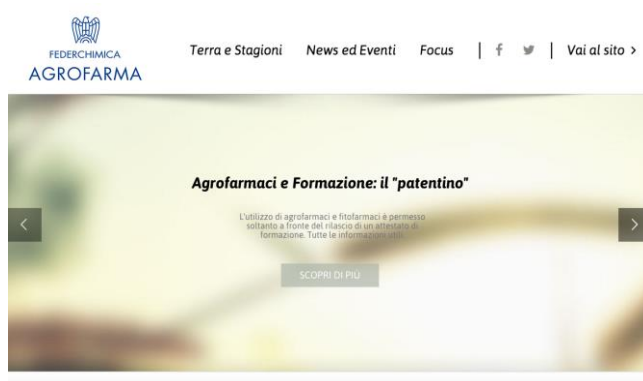 FEDERCHIMICA
AGROFARMA
Terra e Stagioni News ed Eventi Focus Vai al sito >
Agrofarmaci e Formazione: il "patentino"
L'utilizzo di agrofarmaci e fitofarmaci è permesso
soltanto a fronte del rilascio di un attestato di
formazione. Tutte le informazioni utili.
SCOPRI DI PIÙ